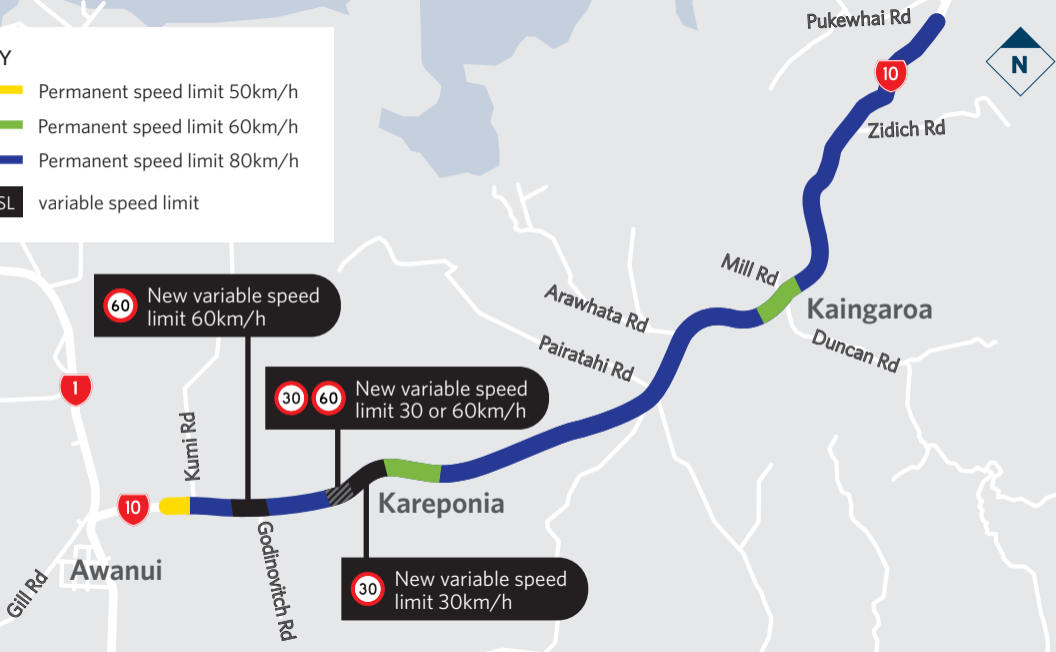 Pukewhai Rd
10
N
Y
Permanent speed limit 50km/h
Permanent speed limit 60km/h
Permanent speed limit 80km/h
SL
variable speed limit
Zidich Rd
Mill Rd
Kaingaroa
Arawhata Rd
Duncan Rd
Pairatahi Rd
60
New variable speed
limit 60km/h
30
60
New variable speed
limit 30 or 60km/h
1
Kumi Rd
10
Kareponia
Godinovitch Rd
Awanui
Gill Rd
30
New variable speed
limit 30km/h